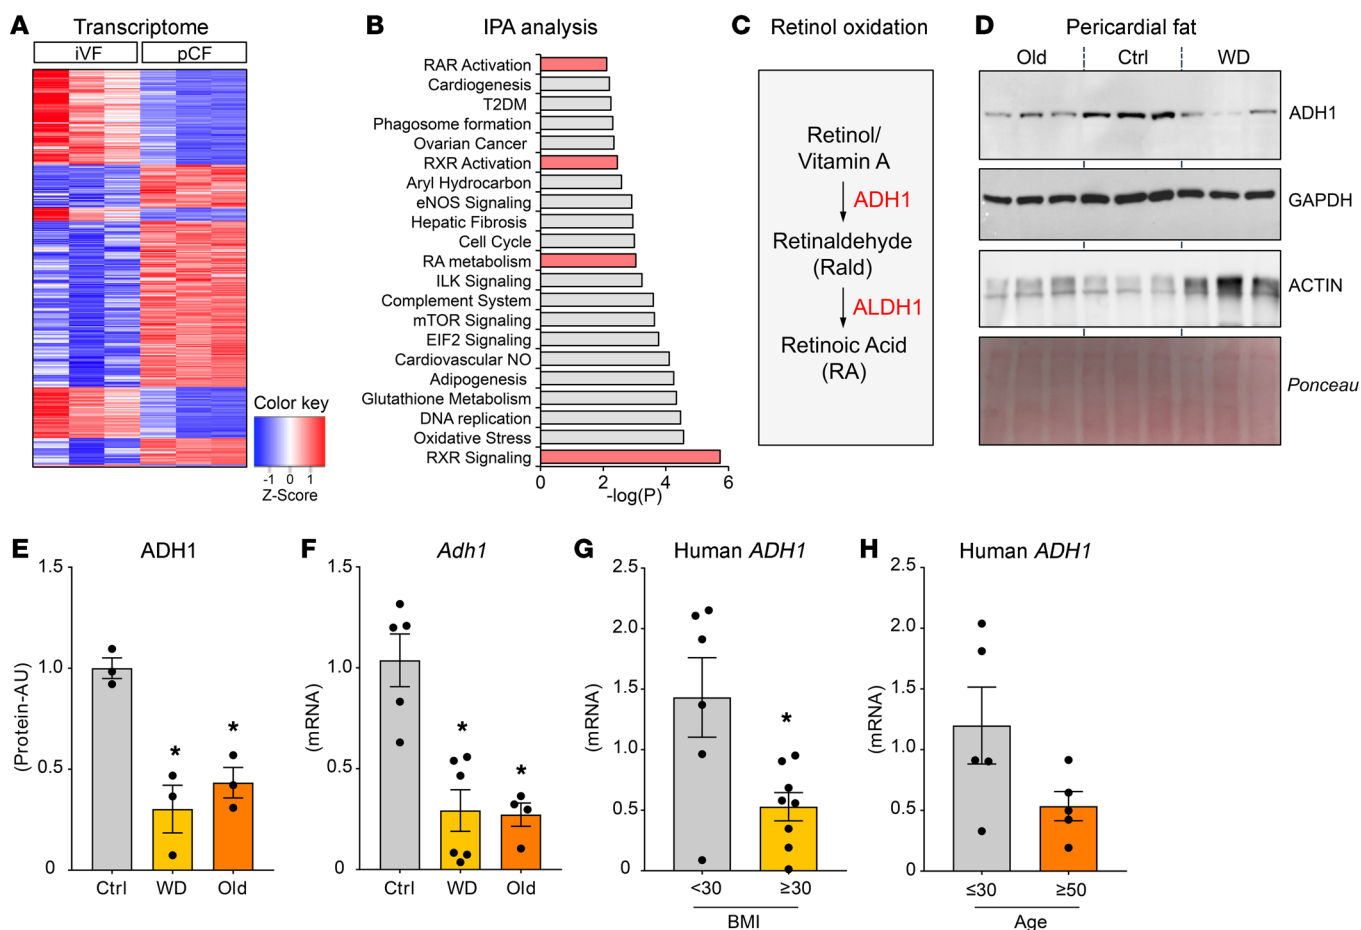 A
Transcriptome
iVF
pCF
Color key
-1
0
1
Z-Score
B
IPA analysis
RAR Activation
Cardiogenesis
T2DM
Phagosome formation
Ovarian Cancer
RXR Activation
Aryl Hydrocarbon
eNOS Signaling
Hepatic Fibrosis
Cell Cycle
RA metabolism
ILK Signaling
Complement System
mTOR Signaling
EIF2 Signaling
Cardiovascular NO
Adipogenesis
Glutathione Metabolism
DNA replication
Oxidative Stress
RXR Signaling
0
2
4
6
-log(P)
C
Retinol oxidation
Retinol/
Vitamin A
ADH1
Retinaldehyde
(Rald)
ALDH1
Retinoic Acid
(RA)
D
Pericardial fat
Old
Ctrl
WD
ADH1
GAPDH
ACTIN
Ponceau
E
ADH1
(Protein-AU)
1.5
1.0
0.5
0
*
*
Ctrl
WD
Old
F
Adh1
(mRNA)
1.5
1.0
0.5
0
*
*
Ctrl
WD
Old
G
Human ADH1
(mRNA)
2.5
2.0
1.5
1.0
0.5
0
*
<30
≥30
BMI
H
Human ADH1
(mRNA)
2.5
2.0
1.5
1.0
0.5
0
≤30
≥50
Age